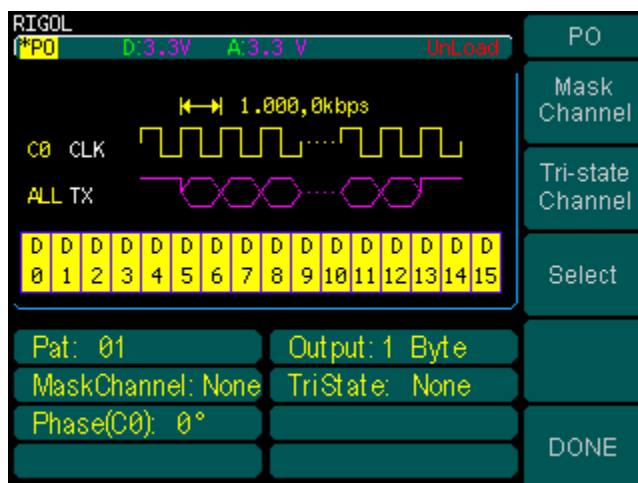 RIGOL
*PO D:3.3V A:3.3 V UnLoad
1.000,0kbps
C0 CLK
ALL TX
D D D D D D D D D D D D D D D D
0 1 2 3 4 5 6 7 8 9 10 11 12 13 14 15
Pat: 01 Output: 1 Byte
MaskChannel: None TriState: None
Phase(C0): 0°
PO
Mask
Channel
Tri-state
Channel
Select
DONE